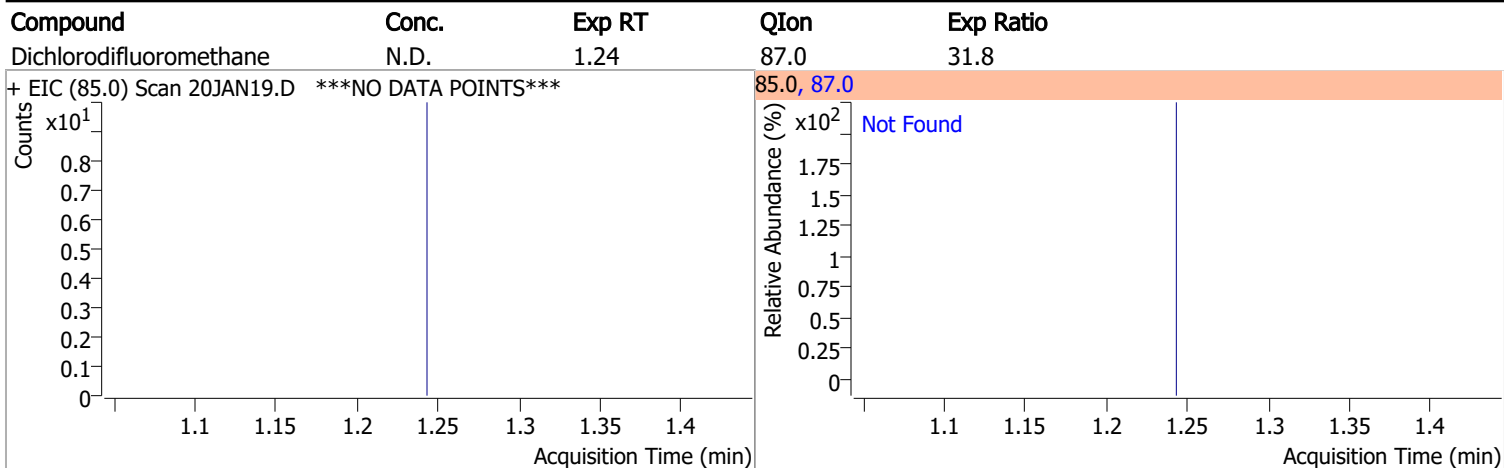 Compound Conc. Exp RT QIon Exp Ratio
Dichlorodifluoromethane N.D. 1.24 87.0 31.8
+ EIC (85.0) Scan 20JAN19.D ***NO DATA POINTS***
Counts
x10¹
0.8
0.7
0.6
0.5
0.4
0.3
0.2
0.1
0
1.1 1.15 1.2 1.25 1.3 1.35 1.4
Acquisition Time (min)
85.0, 87.0
Relative Abundance (%)
x10²
Not Found
1.75
1.5
1.25
1
0.75
0.5
0.25
0
1.1 1.15 1.2 1.25 1.3 1.35 1.4
Acquisition Time (min)